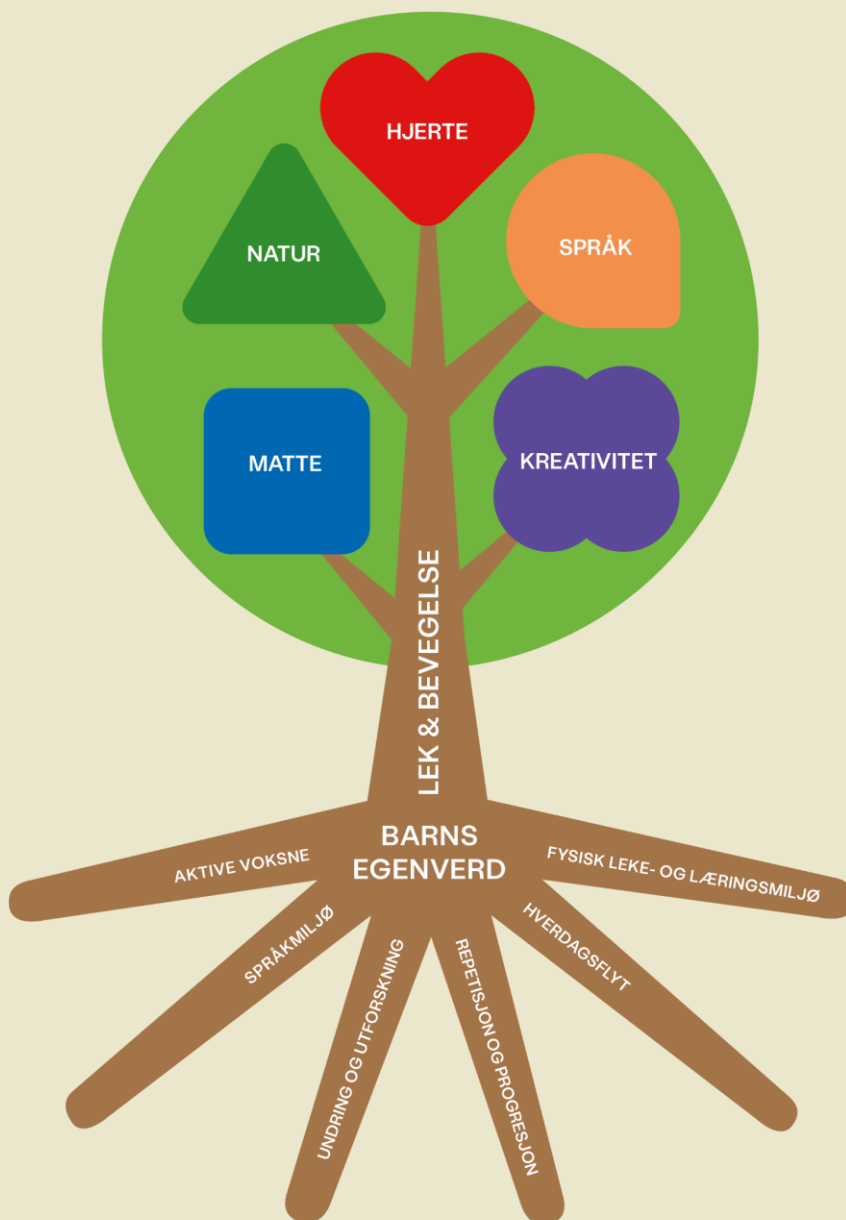 HJERTE
NATUR
SPRÅK
MATTE
KREATIVITET
LEK & BEVEGELSE
BARNS
EGENVERD
AKTIVE VOKSNE
SPRÅKMILJØ
UNDRING OG UTFORSKNING
REPETISJON OG PROGRESJON
HVERDAGSFLYT
FYSISK LEKE- OG LÆRINGSMILJØ